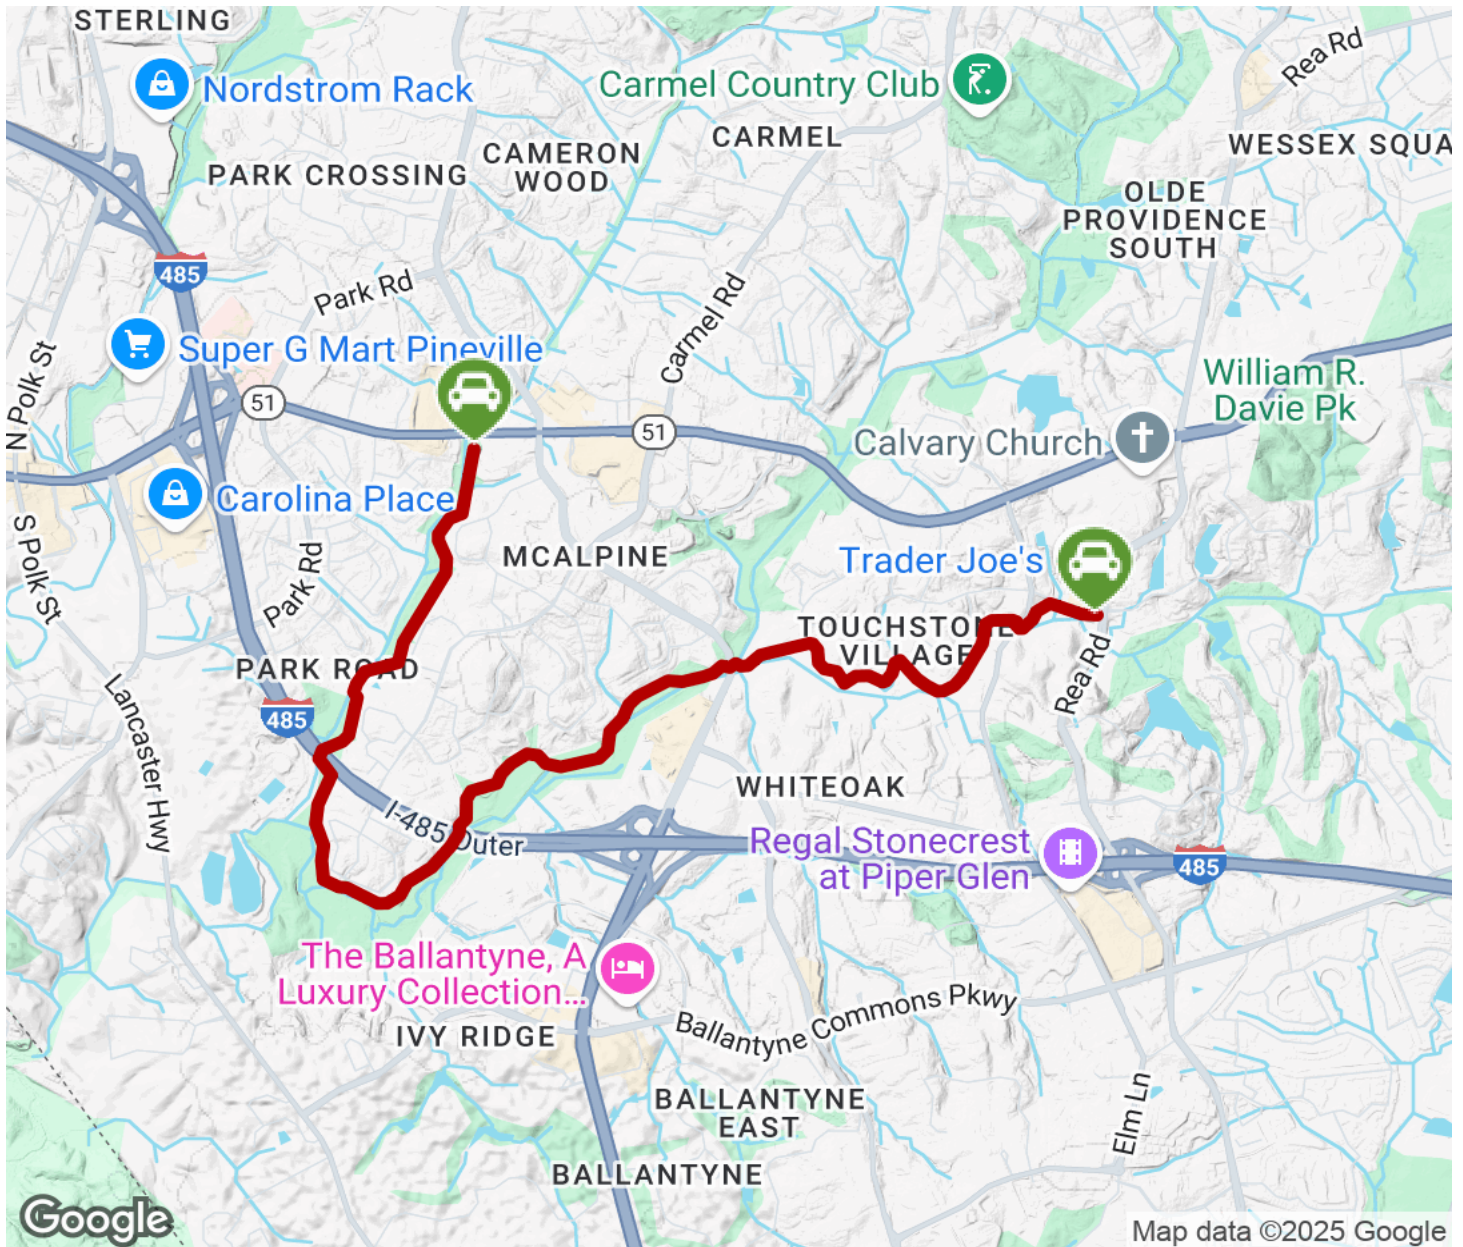 STERLING
Nordstrom Rack
Carmel Country Club
Rea Rd
CARMEL
WESSEX SQUA
PARK CROSSING
CAMERON
WOOD
OLDE
PROVIDENCE
SOUTH
485
Park Rd
Carmel Rd
Super G Mart Pineville
N Polk St
51
51
William R.
Davie Pk
Calvary Church
Carolina Place
S Polk St
MCALPINE
Trader Joe's
Park Rd
TOUCHSTONE
VILLAGE
PARK ROAD
Rea Rd
Lancaster Hwy
485
WHITEOAK
I-485 Outer
Regal Stonecrest
at Piper Glen
485
The Ballantyne, A
Luxury Collection...
Ballantyne Commons Pkwy
IVY RIDGE
BALLANTYNE
EAST
Elm Ln
BALLANTYNE
Google
Map data ©2025 Google